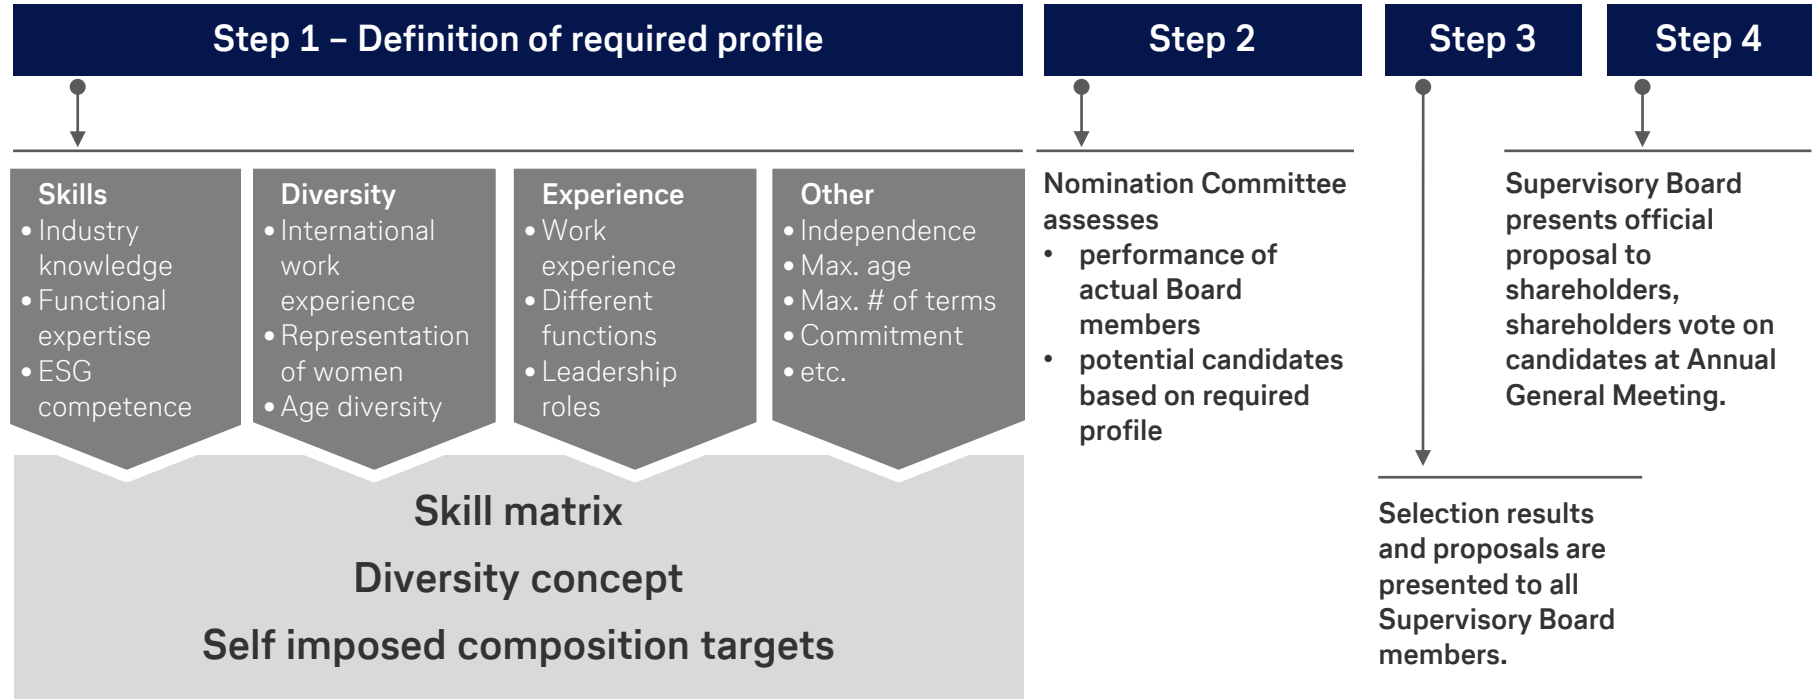 Step 1 – Definition of required profile
Skills
• Industry
knowledge
• Functional
expertise
• ESG
competence
Diversity
• International
work
experience
• Representation
of women
• Age diversity
Experience
• Work
experience
• Different
functions
• Leadership
roles
Other
• Independence
• Max. age
• Max. # of terms
• Commitment
• etc.
Skill matrix
Diversity concept
Self imposed composition targets
Step 2
Nomination Committee
assesses
• performance of
actual Board
members
• potential candidates
based on required
profile
Step 3
Selection results
and proposals are
presented to all
Supervisory Board
members.
Step 4
Supervisory Board
presents official
proposal to
shareholders,
shareholders vote on
candidates at Annual
General Meeting.